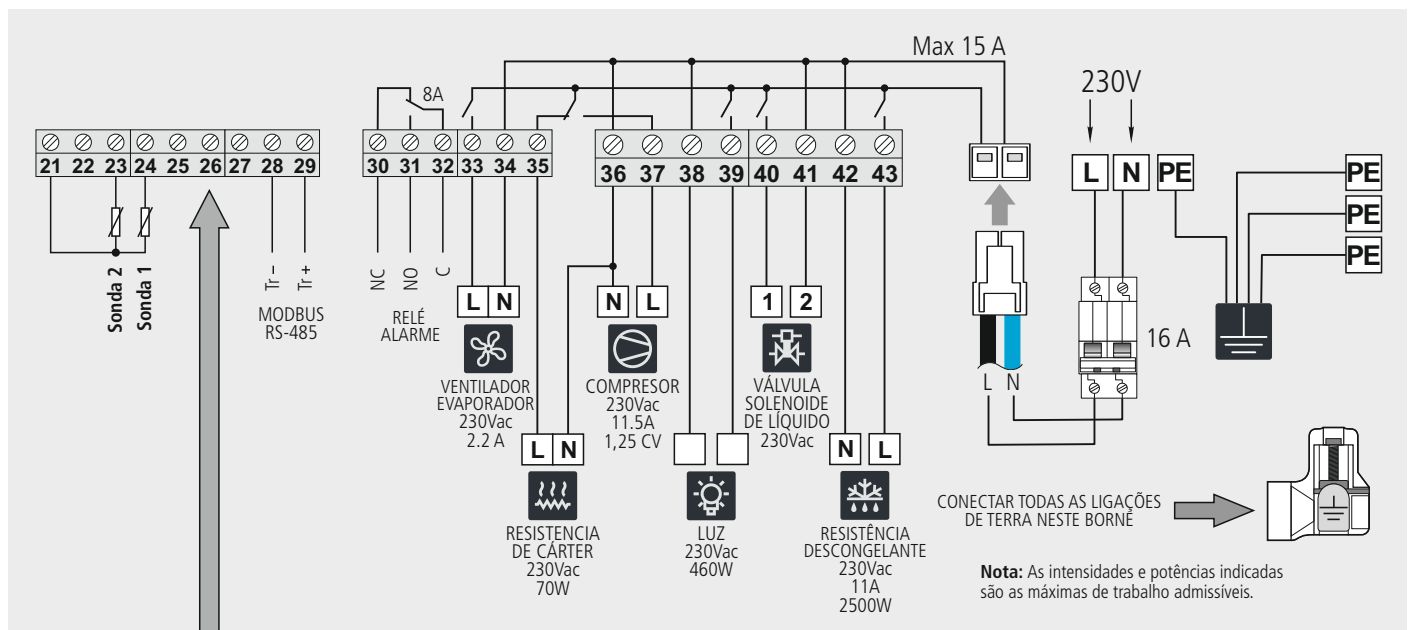 Max 15 A
230V
8A
21 22 23 24 25 26 27 28 29
30 31 32 33 34 35
36 37 38 39 40 41 42 43
L N PE
PE
PE
PE
Sonda 2
Sonda 1
Tr –
Tr +
MODBUS
RS-485
NC
NO
C
RELÉ
ALARME
L N
VENTILADOR
EVAPORADOR
230Vac
2.2 A
N L
COMPRESOR
230Vac
11.5A
1,25 CV
1 2
VÁLVULA
SOLENOIDE
DE LÍQUIDO
230Vac
L N
16 A
L N
RESISTENCIA
DE CÁRTER
230Vac
70W
LUZ
230Vac
460W
N L
RESISTÊNCIA
DESCONGELANTE
230Vac
11A
2500W
CONECTAR TODAS AS LIGAÇÕES
DE TERRA NESTE BORNE
Nota: As intensidades e potências indicadas
são as máximas de trabalho admissíveis.